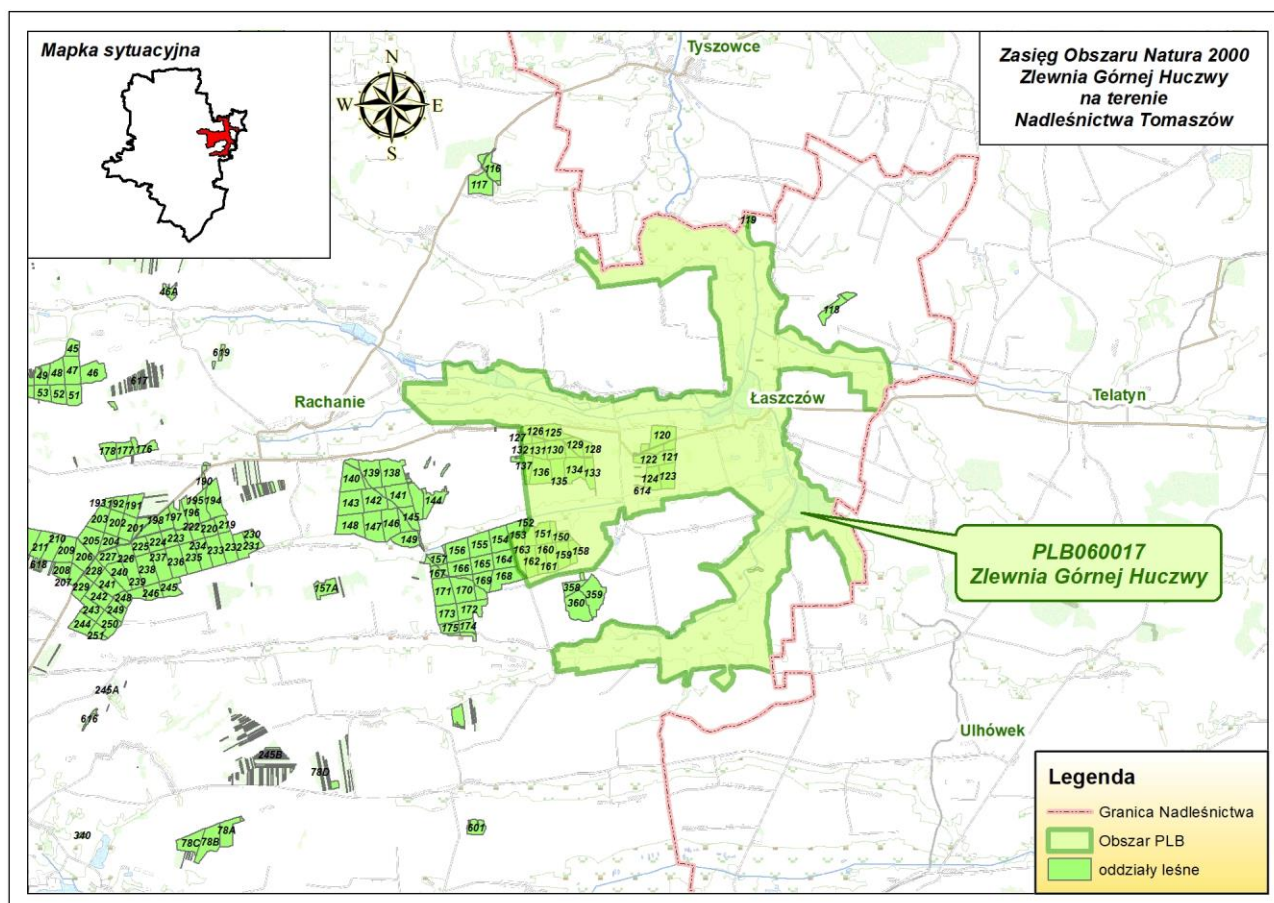 Mapka sytuacyjna
N
W E
S
Tyszowce
Zasięg Obszaru Natura 2000
Zlewnia Górnej Huczwy
na terenie
Nadleśnictwa Tomaszów
116
117
119
118
46A
45
619
49 48 47 46
617
53 52 51
Rachanie
Łaszczów
Telatyn
178 177 176
126 125
127
120
129
132 131 130 128
122 121
137 136 134 133
135
124 123
614
190
140 139 138
143 142 141 144
148 147 146 145
149
193 192 191
195 194
203 202 201 198 197 196
222 220 219
211 210 209 205 204 225 224 223
230
618 208 206 227 226 237 234 233 232 231
207 228 240 238 236 235
229 241 239
242 248 246 245
243 249
244 250
251
152
151 150
153
154
157 156 155
163 160 159 158
162 161
167 166 165 164
169 168
171 170
173 172
175 174
157A
358 359
360
PLB060017
Zlewnia Górnej Huczwy
245A
616
245B
78D
Ulhówek
340
78C 78B 78A
601
Legenda
Granica Nadleśnictwa
Obszar PLB
oddziały leśne